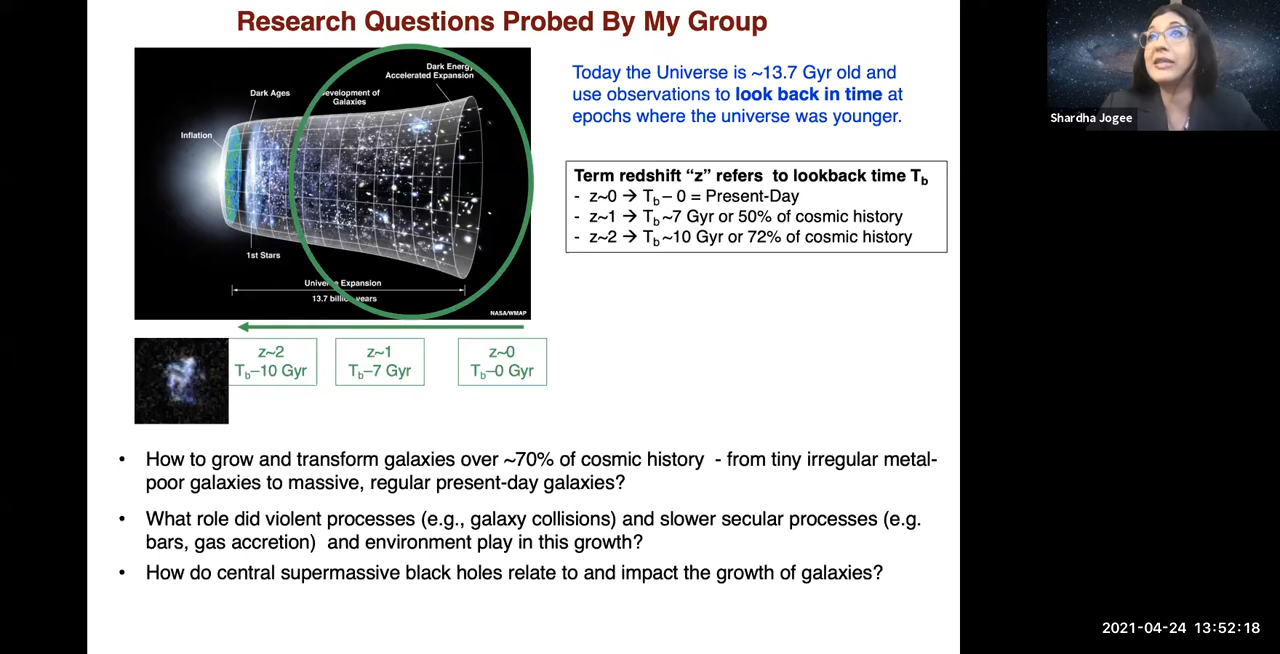 Research Questions Probed By My Group
Dark Energy
Accelerated Expansion
Dark Ages
evelopment of
Galaxies
Inflation
1st Stars
Universe Expansion
13.7 billion years
NASA/WMAP
Today the Universe is ~13.7 Gyr old and
use observations to look back in time at
epochs where the universe was younger.
Term redshift “z” refers to lookback time Tb
- z~0 → Tb – 0 = Present-Day
- z~1 → Tb ~7 Gyr or 50% of cosmic history
- z~2 → Tb ~10 Gyr or 72% of cosmic history
z~2
Tb–10 Gyr
z~1
Tb–7 Gyr
z~0
Tb–0 Gyr
• How to grow and transform galaxies over ~70% of cosmic history - from tiny irregular metal-
poor galaxies to massive, regular present-day galaxies?
• What role did violent processes (e.g., galaxy collisions) and slower secular processes (e.g.
bars, gas accretion) and environment play in this growth?
• How do central supermassive black holes relate to and impact the growth of galaxies?
Shardha Jogee
2021-04-24 13:52:18